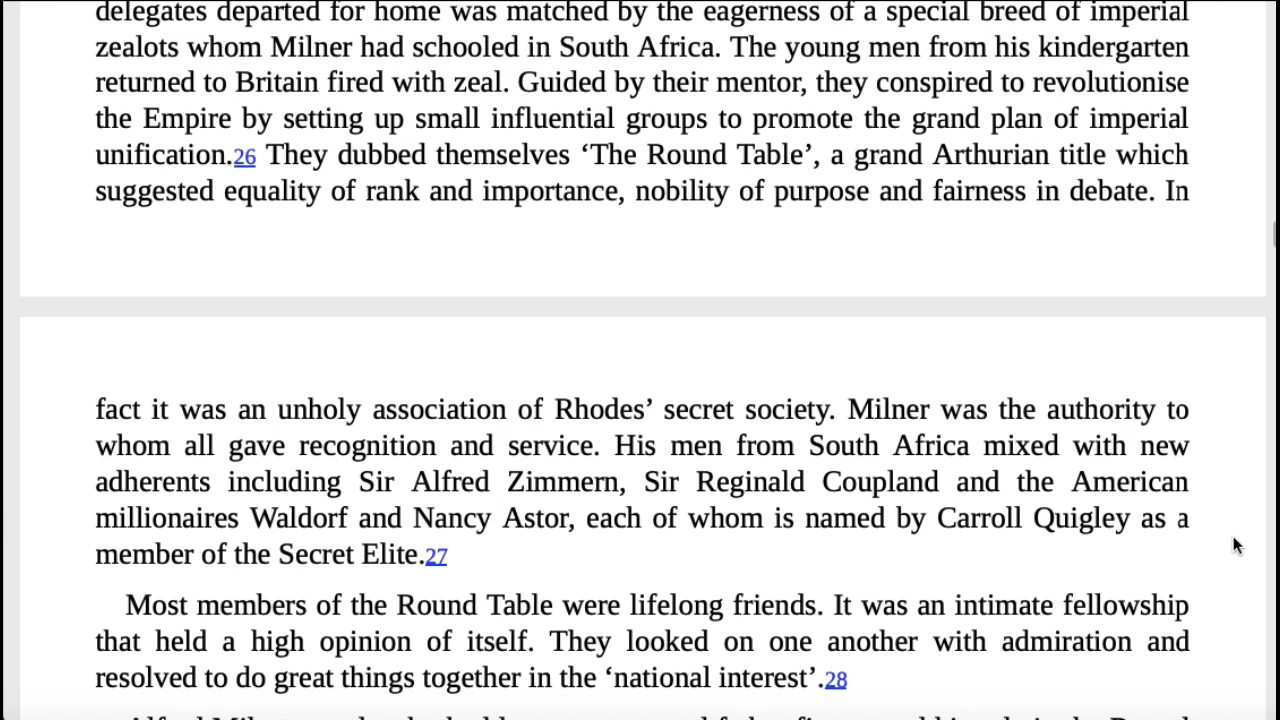 delegates departed for home was matched by the eagerness of a special breed of imperial
zealots whom Milner had schooled in South Africa. The young men from his kindergarten
returned to Britain fired with zeal. Guided by their mentor, they conspired to revolutionise
the Empire by setting up small influential groups to promote the grand plan of imperial
unification.26 They dubbed themselves ‘The Round Table’, a grand Arthurian title which
suggested equality of rank and importance, nobility of purpose and fairness in debate. In
fact it was an unholy association of Rhodes’ secret society. Milner was the authority to
whom all gave recognition and service. His men from South Africa mixed with new
adherents including Sir Alfred Zimmern, Sir Reginald Coupland and the American
millionaires Waldorf and Nancy Astor, each of whom is named by Carroll Quigley as a
member of the Secret Elite.27
Most members of the Round Table were lifelong friends. It was an intimate fellowship
that held a high opinion of itself. They looked on one another with admiration and
resolved to do great things together in the ‘national interest’.28